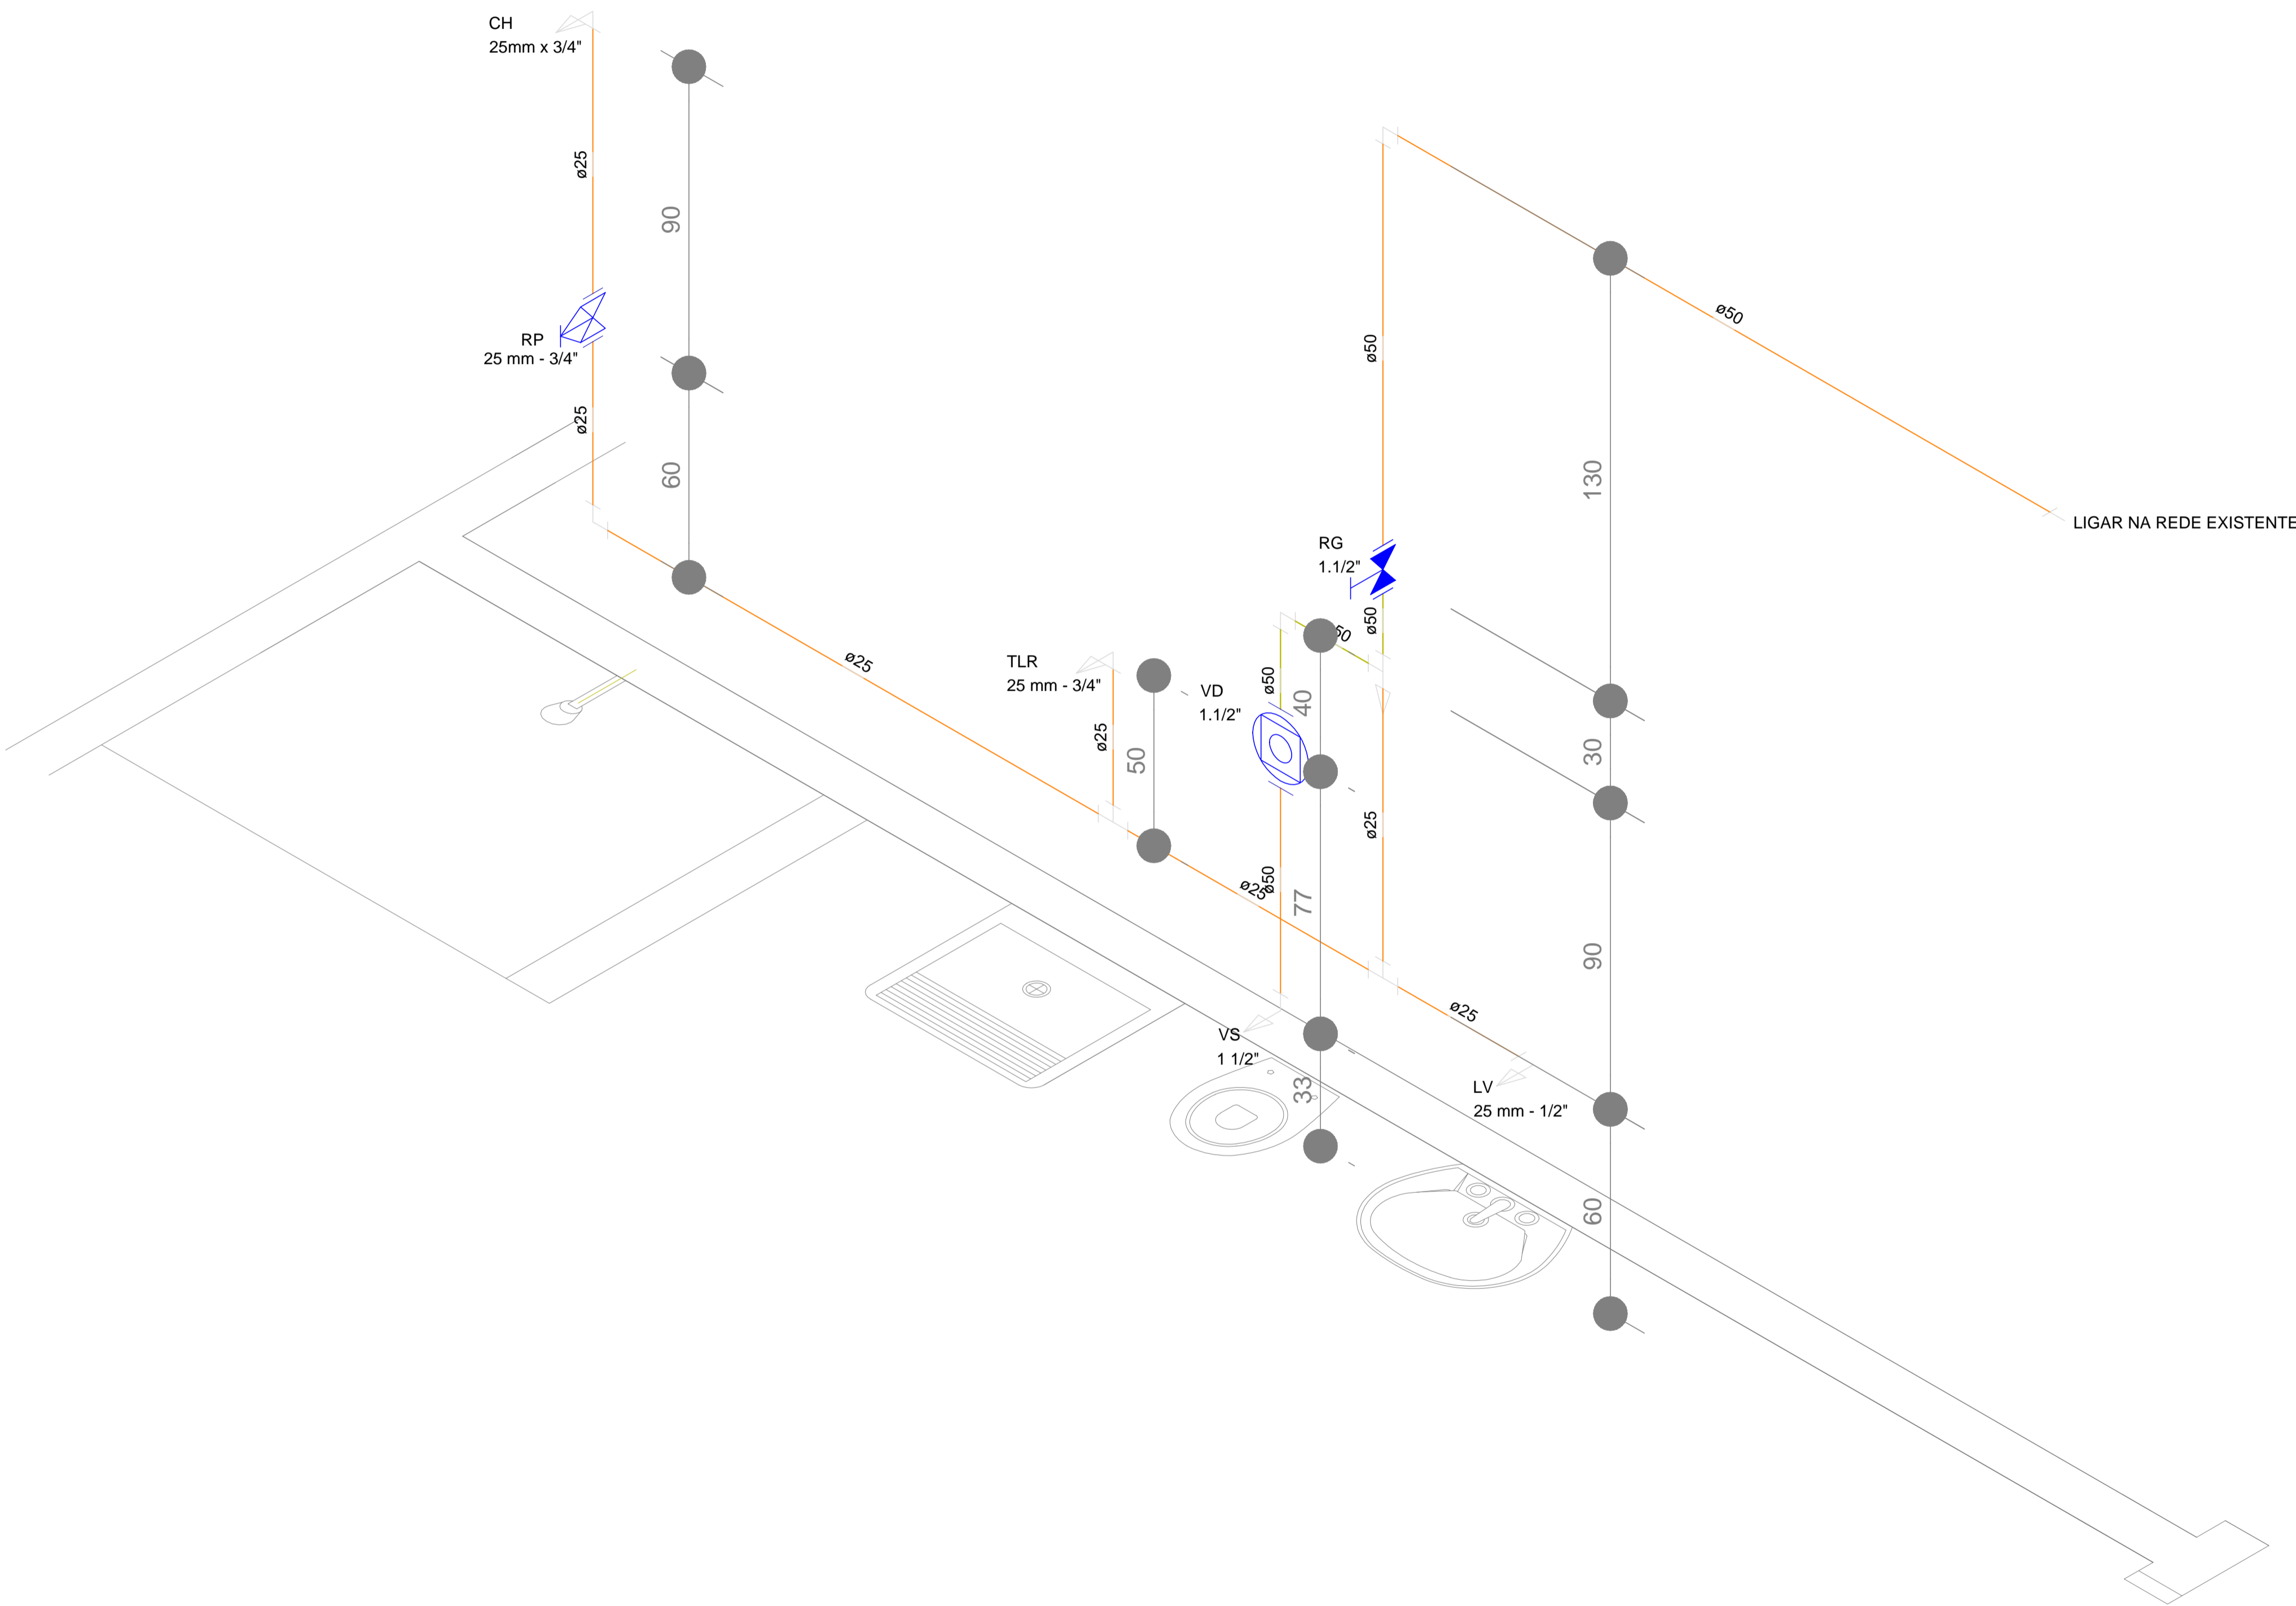 CH
25mm x 3/4"
ø25
90
RP
25 mm - 3/4"
ø25
60
ø50
ø50
130
LIGAR NA REDE EXISTENTE
RG
1.1/2"
ø50
ø25
TLR
25 mm - 3/4"
ø25
50
VD
1.1/2"
ø50
40
30
ø25
ø25
ø50
77
90
ø25
VS
1 1/2"
33
LV
25 mm - 1/2"
60